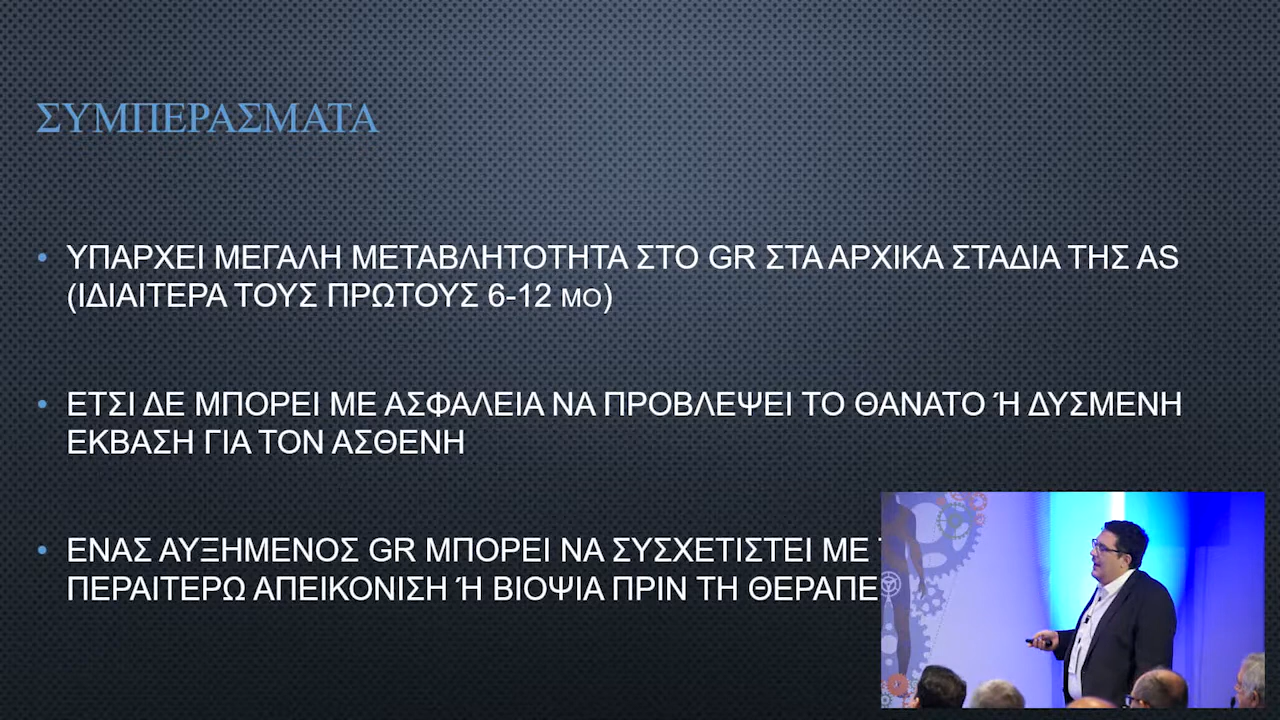 ΣΥΜΠΕΡΑΣΜΑΤΑ
• ΥΠΑΡΧΕΙ ΜΕΓΑΛΗ ΜΕΤΑΒΛΗΤΟΤΗΤΑ ΣΤΟ GR ΣΤΑ ΑΡΧΙΚΑ ΣΤΑΔΙΑ ΤΗΣ AS
(ΙΔΙΑΙΤΕΡΑ ΤΟΥΣ ΠΡΩΤΟΥΣ 6-12 MO)
• ΕΤΣΙ ΔΕ ΜΠΟΡΕΙ ΜΕ ΑΣΦΑΛΕΙΑ ΝΑ ΠΡΟΒΛΕΨΕΙ ΤΟ ΘΑΝΑΤΟ Ή ΔΥΣΜΕΝΗ
ΕΚΒΑΣΗ ΓΙΑ ΤΟΝ ΑΣΘΕΝΗ
• ΕΝΑΣ ΑΥΞΗΜΕΝΟΣ GR ΜΠΟΡΕΙ ΝΑ ΣΥΣΧΕΤΙΣΤΕΙ ΜΕ
ΠΕΡΑΙΤΕΡΩ ΑΠΕΙΚΟΝΙΣΗ Ή ΒΙΟΨΙΑ ΠΡΙΝ ΤΗ